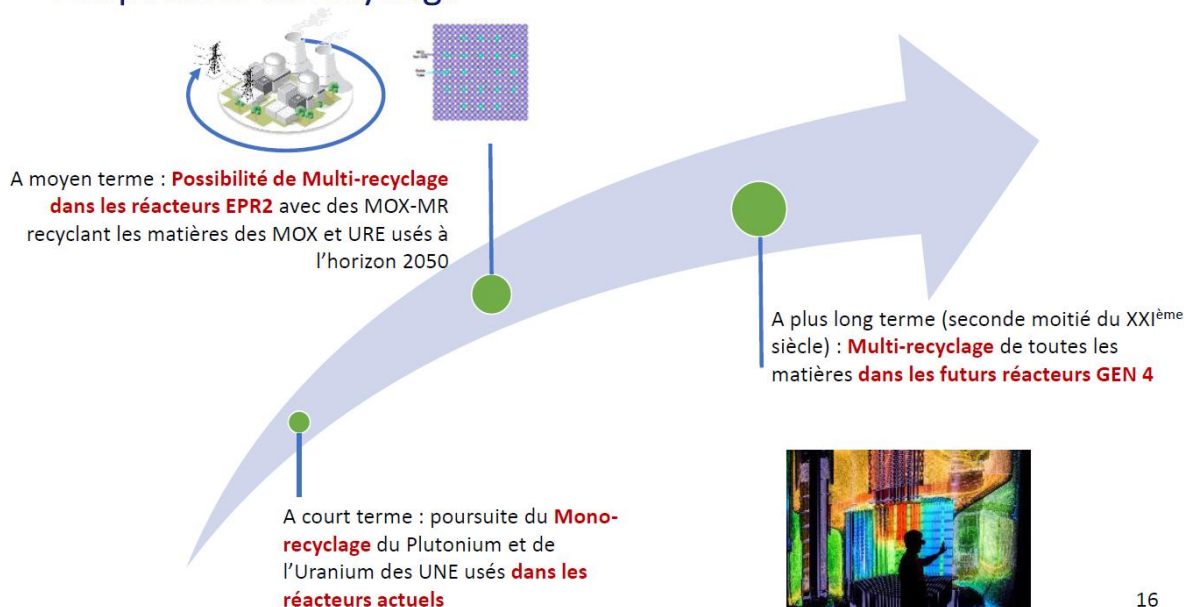 A moyen terme : Possibilité de Multi-recyclage
dans les réacteurs EPR2 avec des MOX-MR
recyclant les matières des MOX et URE usés à
l'horizon 2050
A plus long terme (seconde moitié du XXIème
siècle) : Multi-recyclage de toutes les
matières dans les futurs réacteurs GEN 4
A court terme : poursuite du Mono-
recyclage du Plutonium et de
l'Uranium des UNE usés dans les
réacteurs actuels
16